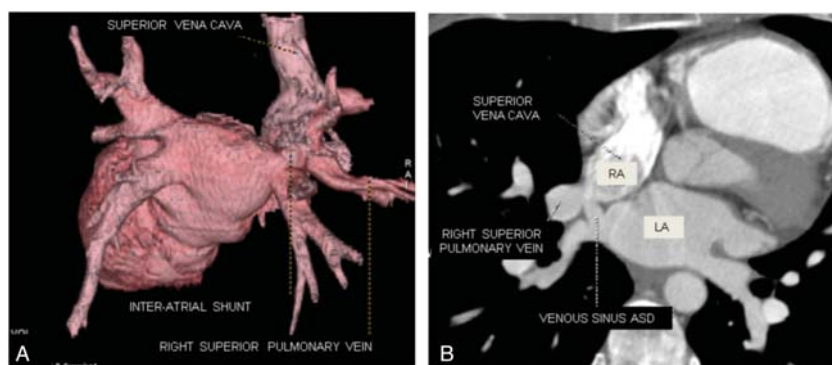 SUPERIOR VENA CAVA
R
A
INTER-ATRIAL SHUNT
RIGHT SUPERIOR PULMONARY VEIN
A
SUPERIOR
VENA CAVA
RA
RIGHT SUPERIOR
PULMONARY VEIN
LA
VENOUS SINUS ASD
B